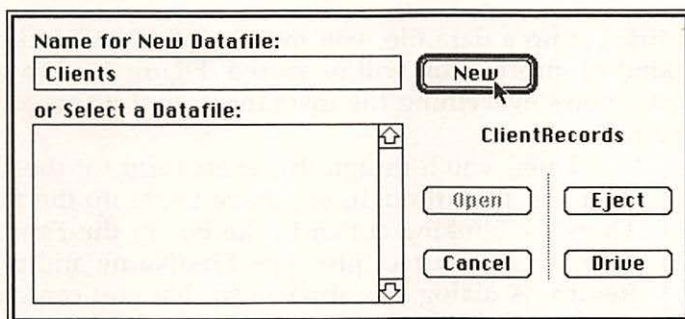 Name for New Datafile:
Clients
New
or Select a Datafile:
ClientRecords
Open
Eject
Cancel
Drive